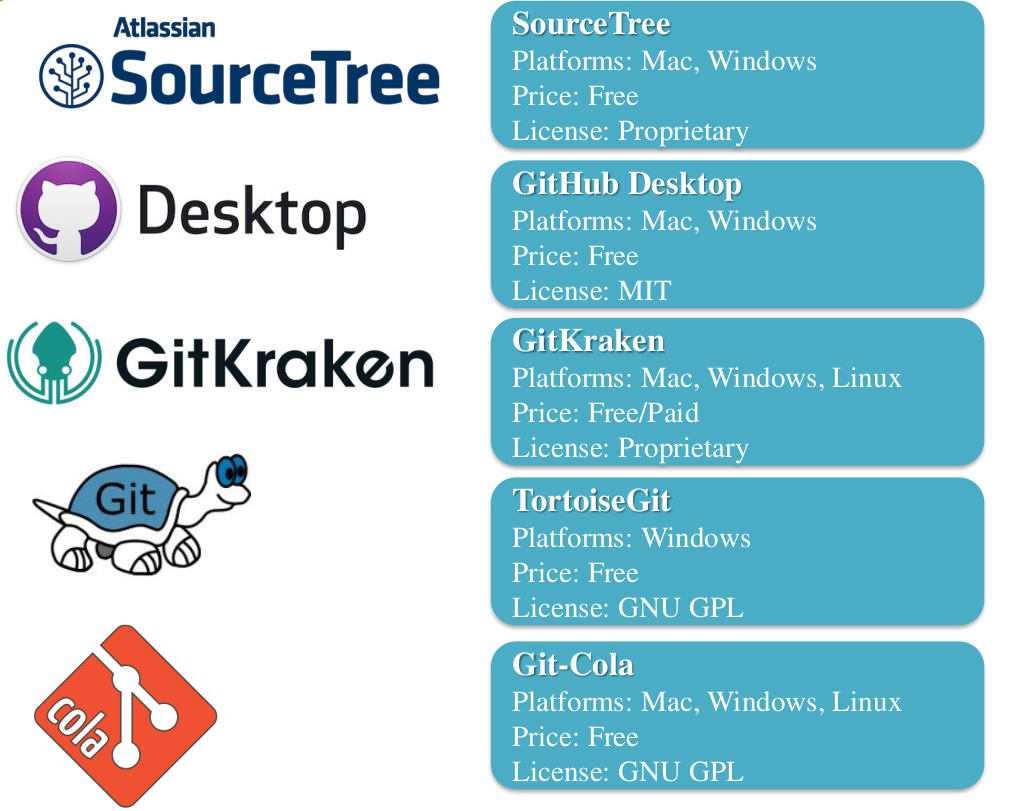 Atlassian
SourceTree
SourceTree
Platforms: Mac, Windows
Price: Free
License: Proprietary
Desktop
GitHub Desktop
Platforms: Mac, Windows
Price: Free
License: MIT
GitKraken
GitKraken
Platforms: Mac, Windows, Linux
Price: Free/Paid
License: Proprietary
Git
TortoiseGit
Platforms: Windows
Price: Free
License: GNU GPL
cola
Git-Cola
Platforms: Mac, Windows, Linux
Price: Free
License: GNU GPL